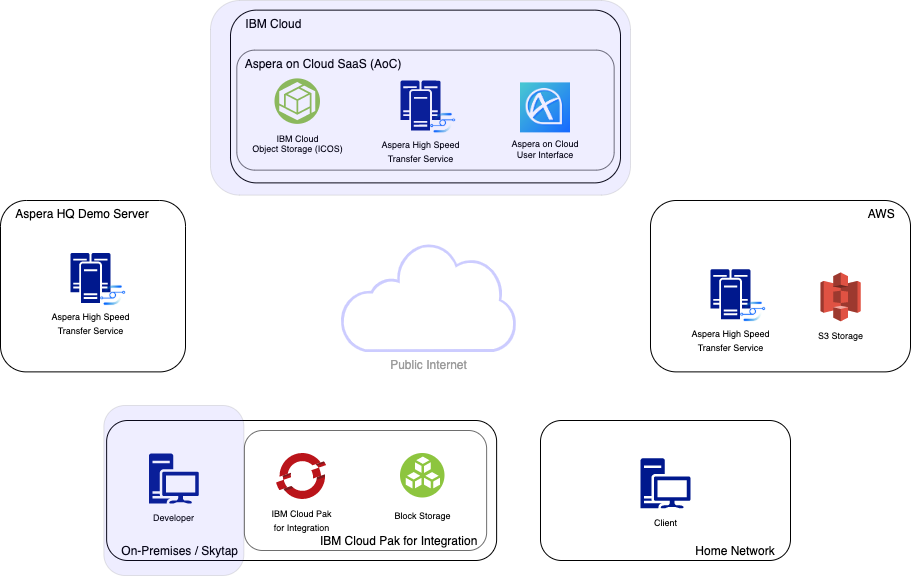 IBM Cloud
Aspera on Cloud SaaS (AoC)
IBM Cloud
Object Storage (ICOS)
Aspera High Speed
Transfer Service
Aspera on Cloud
User Interface
Aspera HQ Demo Server
Aspera High Speed
Transfer Service
AWS
Aspera High Speed
Transfer Service
S3 Storage
Public Internet
Developer
On-Premises / Skytap
IBM Cloud Pak
for Integration
Block Storage
IBM Cloud Pak for Integration
Client
Home Network